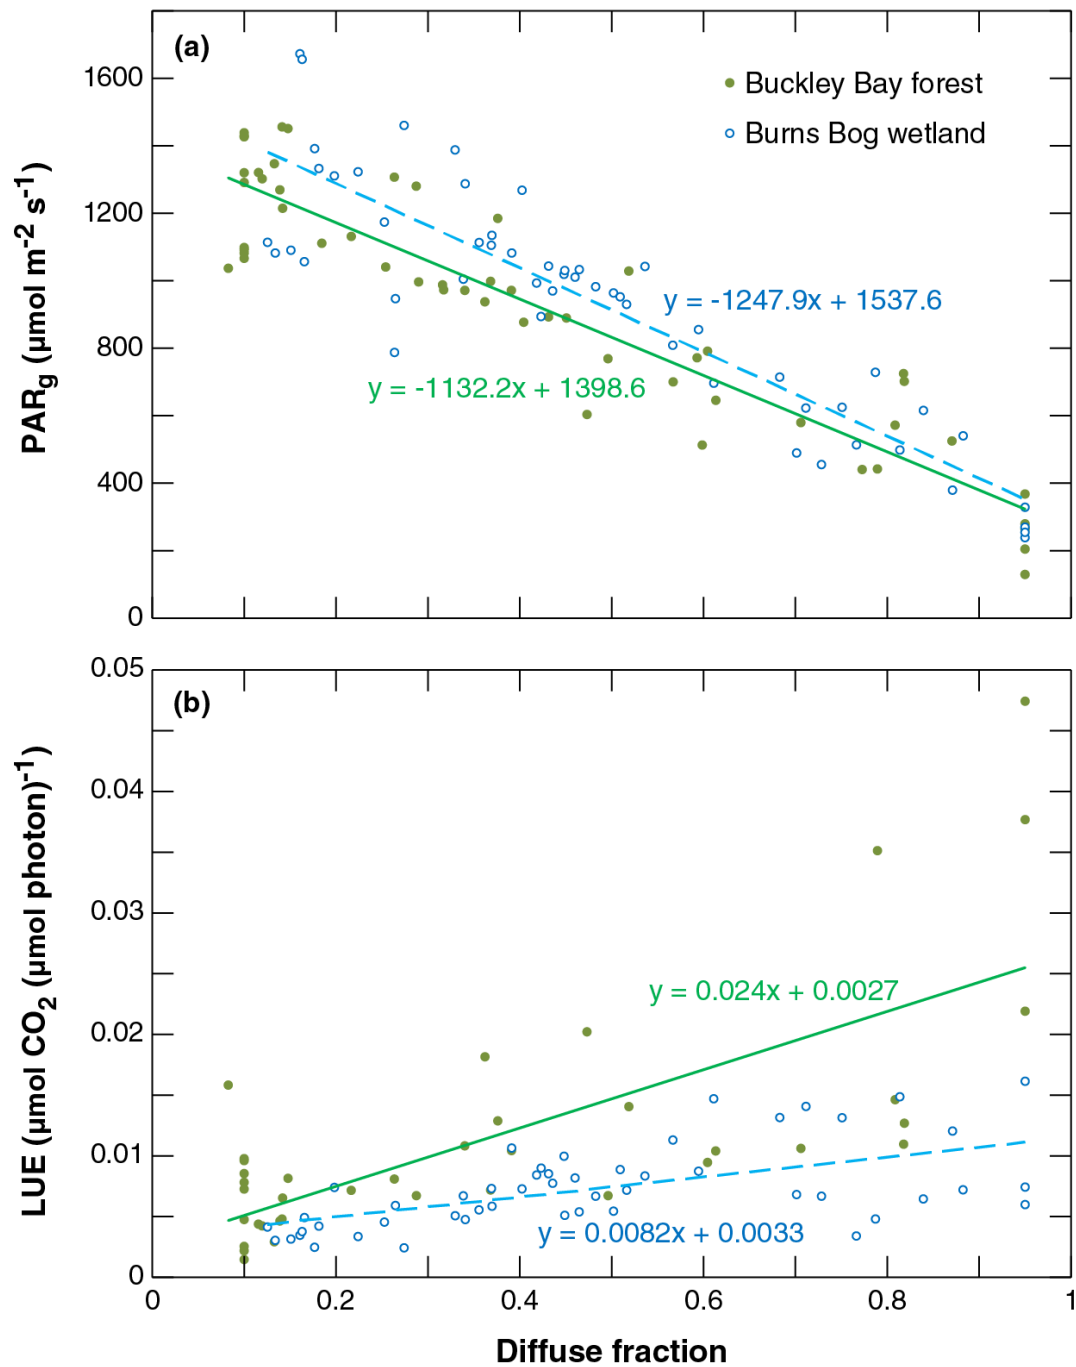 (a)
Buckley Bay forest
Burns Bog wetland
1600
1200
800
400
0
PARg (µmol m-2 s-1)
y = -1247.9x + 1537.6
y = -1132.2x + 1398.6
(b)
0.05
0.04
0.03
0.02
0.01
0
LUE (µmol CO2 (µmol photon)-1)
y = 0.024x + 0.0027
y = 0.0082x + 0.0033
0 0.2 0.4 0.6 0.8 1
Diffuse fraction